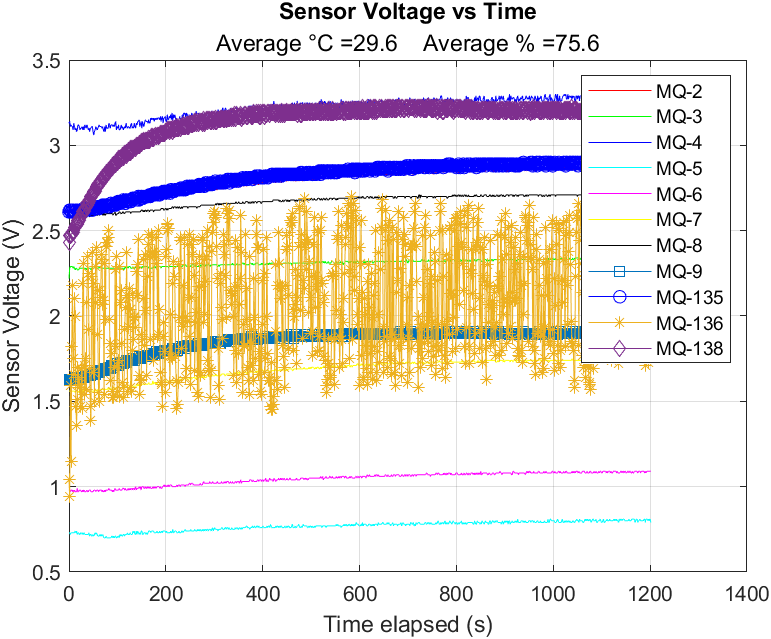 Sensor Voltage vs Time
Average °C =29.6 Average % =75.6
3.5
3
2.5
2
1.5
1
0.5
Sensor Voltage (V)
MQ-2
MQ-3
MQ-4
MQ-5
MQ-6
MQ-7
MQ-8
MQ-9
MQ-135
MQ-136
MQ-138
0 200 400 600 800 1000 1200 1400
Time elapsed (s)